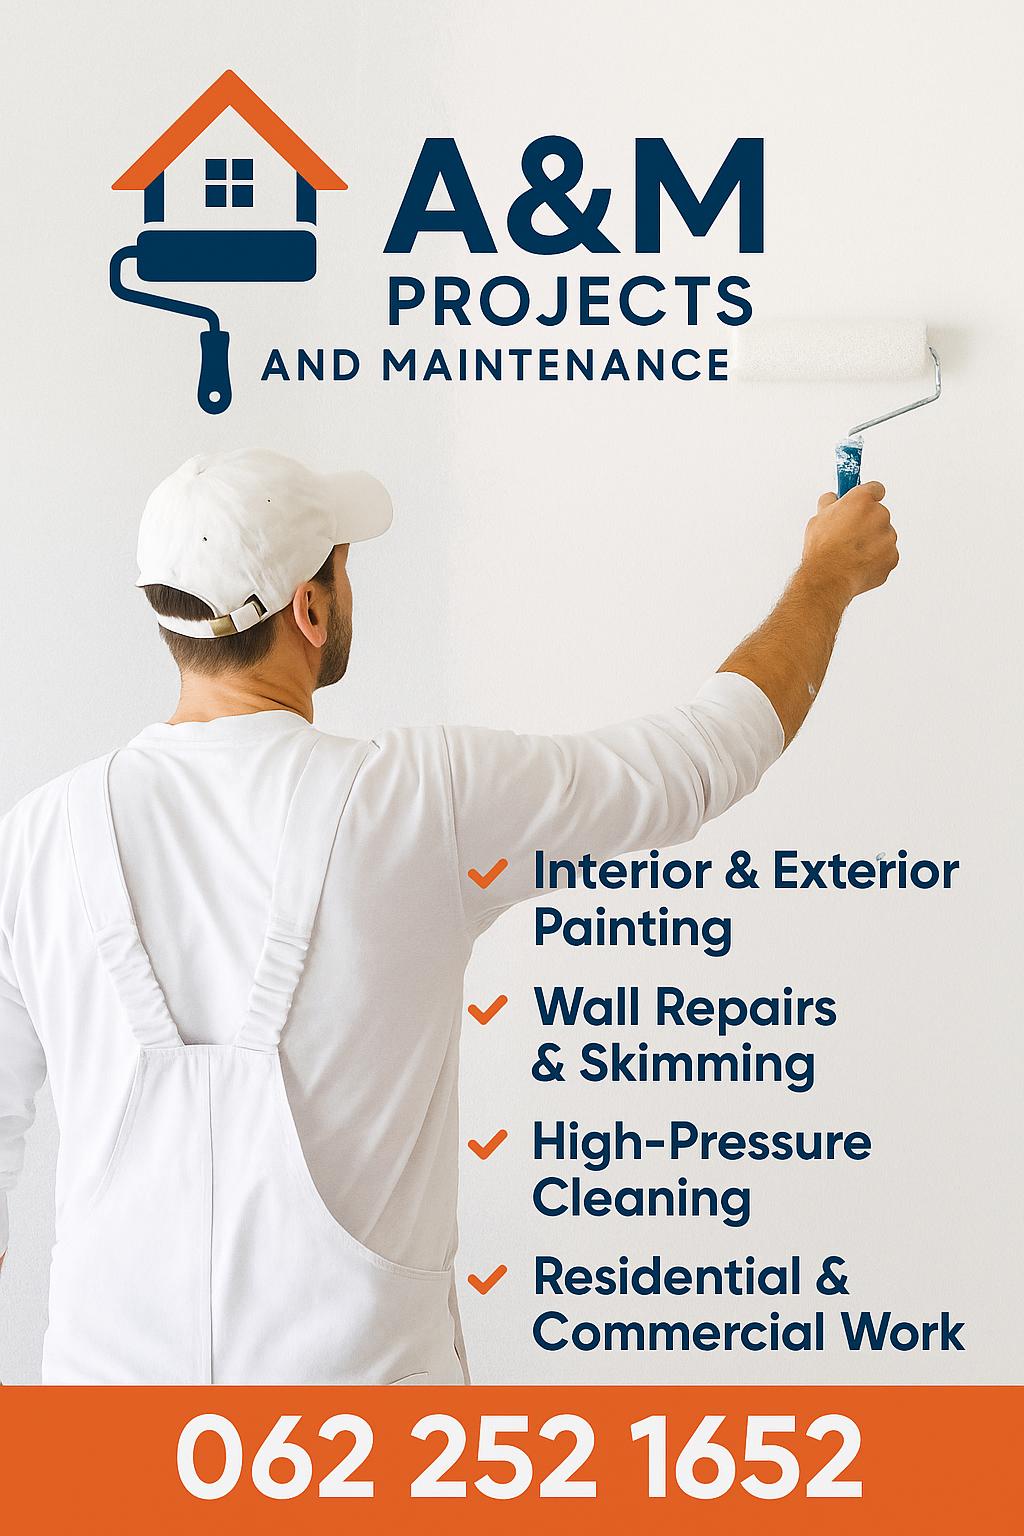 A&M
PROJECTS
AND MAINTENANCE
Interior & Exterior
Painting
Wall Repairs
& Skimming
High-Pressure
Cleaning
Residential &
Commercial Work
062 252 1652